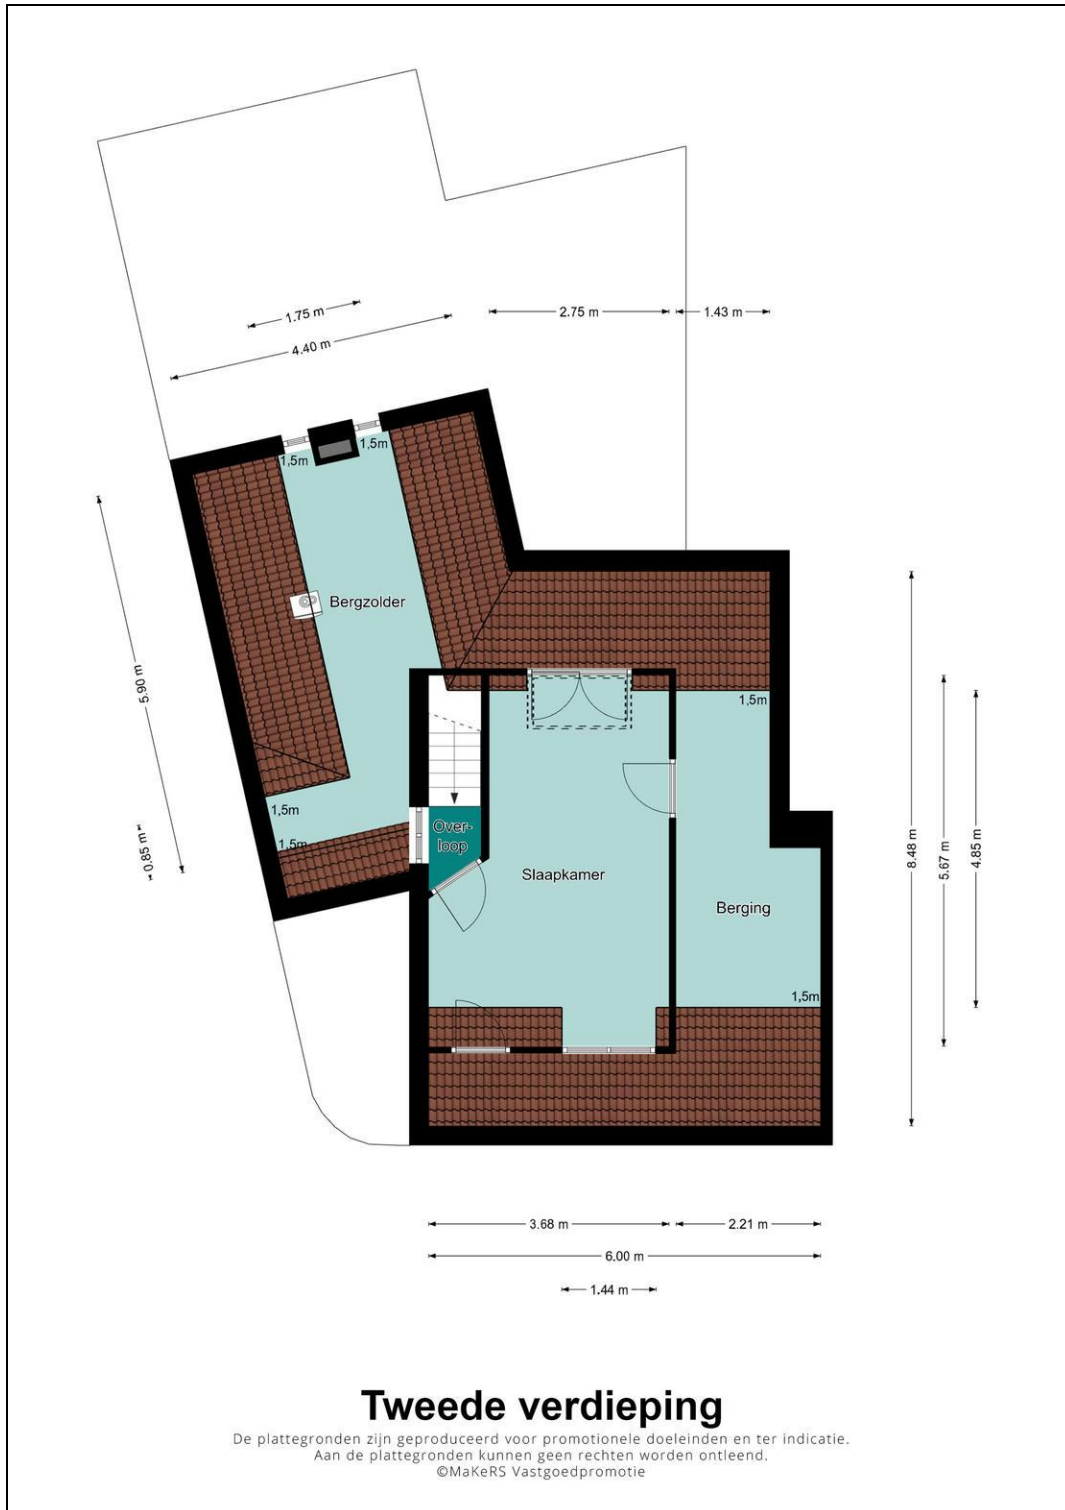 1.75 m
4.40 m
2.75 m
1.43 m
1,5m
1,5m
Bergzolder
5.90 m
1,5m
1,5m
1,5m
0.85 m
Over-
loop
Slaapkamer
Berging
1,5m
8.48 m
5.67 m
4.85 m
3.68 m
2.21 m
6.00 m
1.44 m
Tweede verdieping
De plattegronden zijn geproduceerd voor promotionele doeleinden en ter indicatie.
Aan de plattegronden kunnen geen rechten worden ontleend.
©MaKeRS Vastgoedpromotie